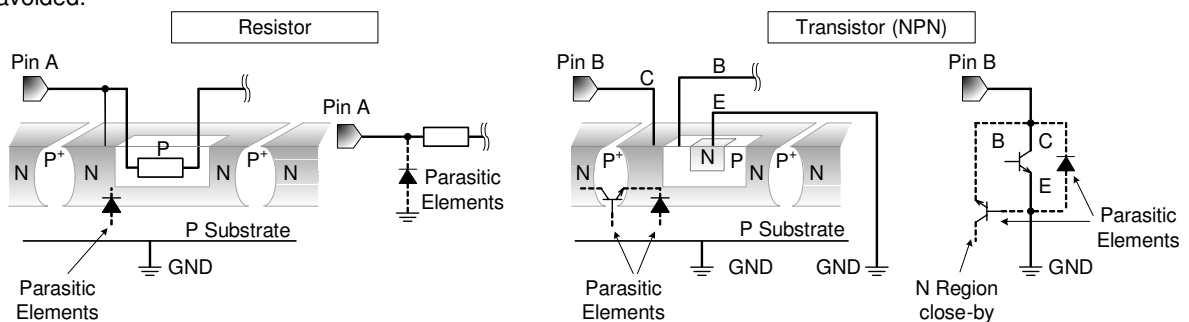 avoided.
Resistor
Transistor (NPN)
Pin A
Pin A
Pin B
C
B
E
Pin B
N
P+
N
P
N
P+
N
Parasitic
Elements
P Substrate
GND
Parasitic
Elements
N
P+
N
N
P
N
P+
N
P Substrate
GND
GND
Parasitic
Elements
B
C
E
Parasitic
Elements
GND
N Region
close-by